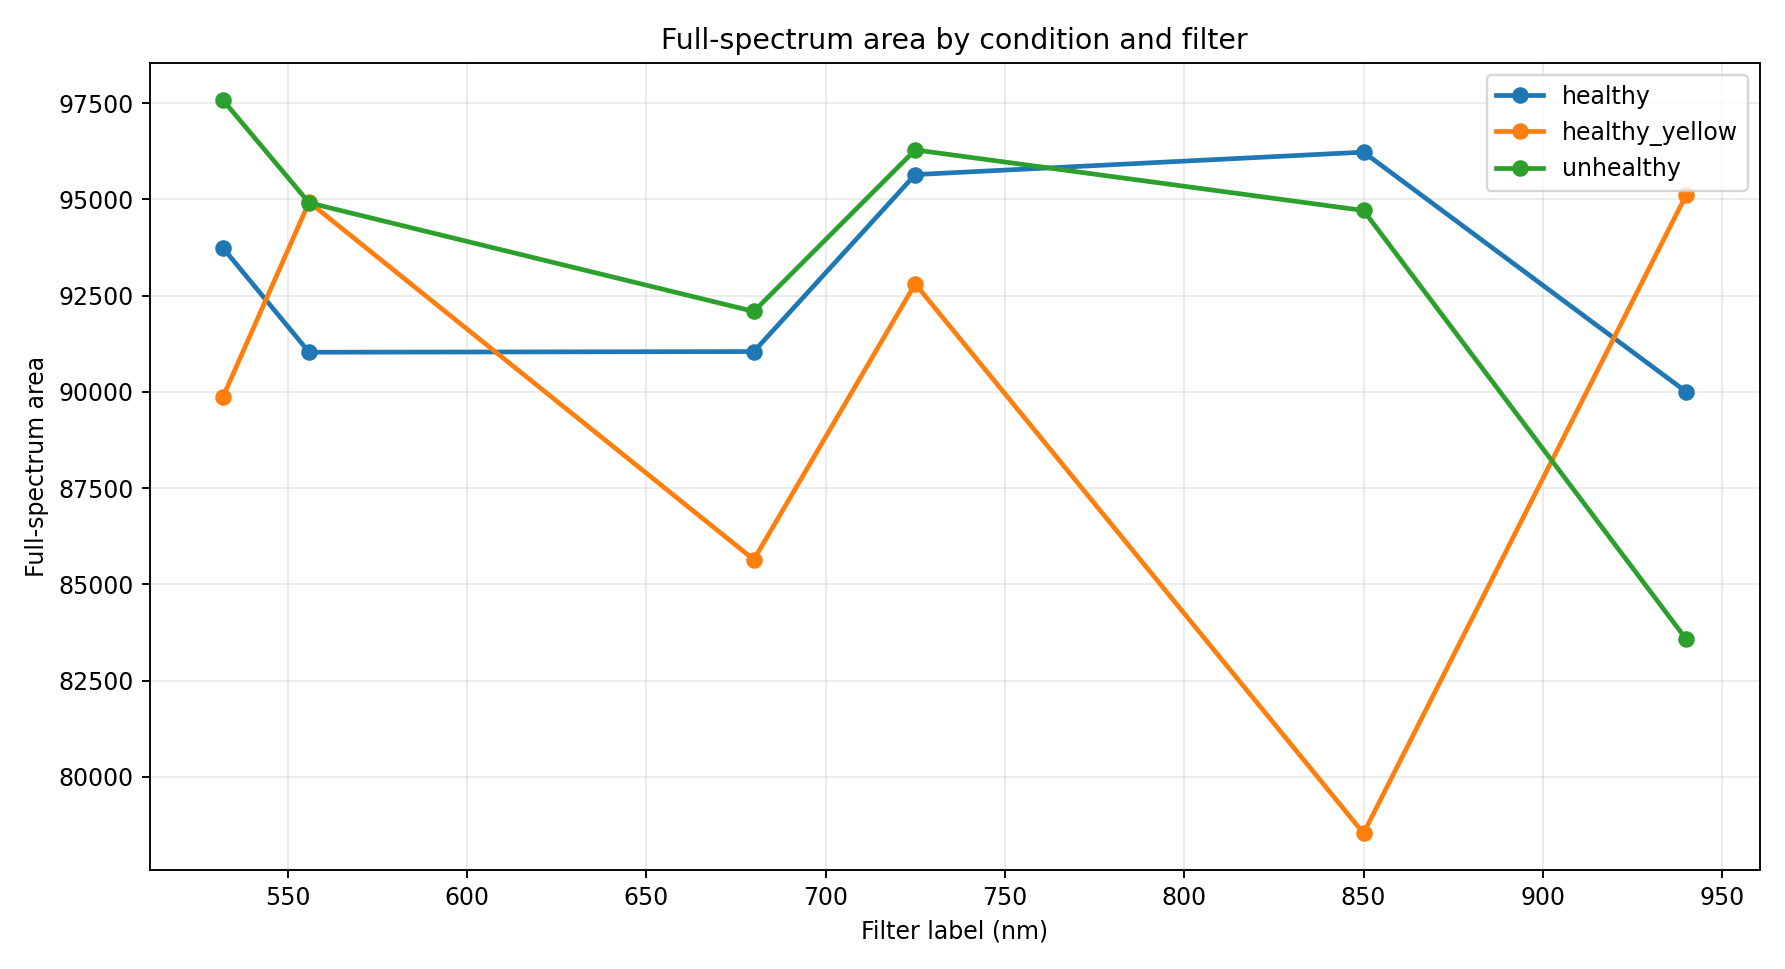 Full-spectrum area by condition and filter
healthy
healthy_yellow
unhealthy
97500
95000
92500
90000
87500
85000
82500
80000
Full-spectrum area
550
600
650
700
750
800
850
900
950
Filter label (nm)